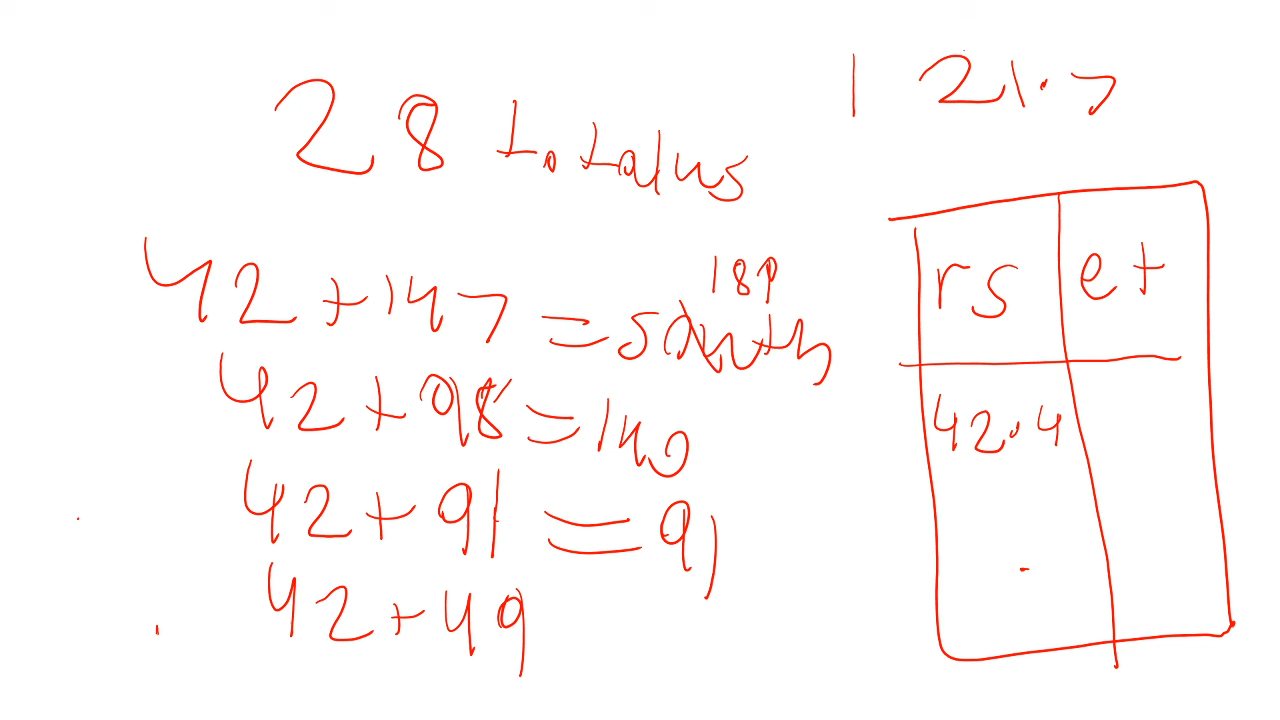 28 totalus
1 21.7
42+147 = 189
42+98=140
42+91=91
42+49
rs et
42.4